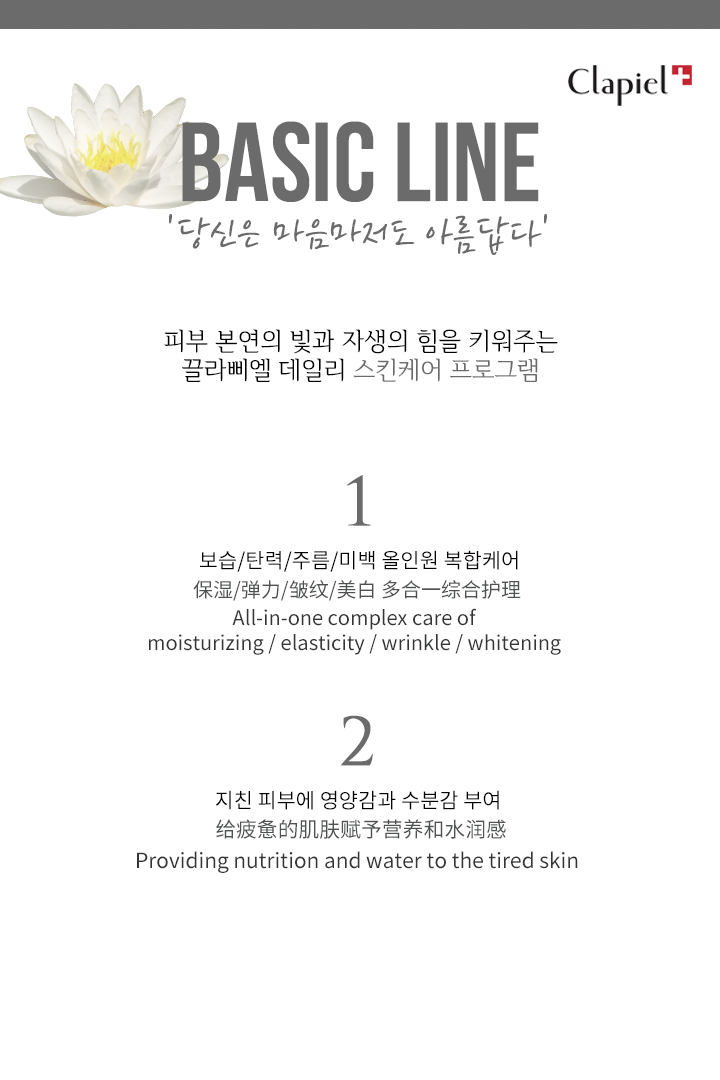 Clapiel
BASIC LINE
'당신은 마음마저도 아름답다'
피부 본연의 빛과 자생의 힘을 키워주는
끌라삐엘 데일리 스킨케어 프로그램
1
보습/탄력/주름/미백 올인원 복합케어
保湿/弹力/皱纹/美白 多合一综合护理
All-in-one complex care of
moisturizing / elasticity / wrinkle / whitening
2
지친 피부에 영양감과 수분감 부여
给疲惫的肌肤赋予营养和水润感
Providing nutrition and water to the tired skin